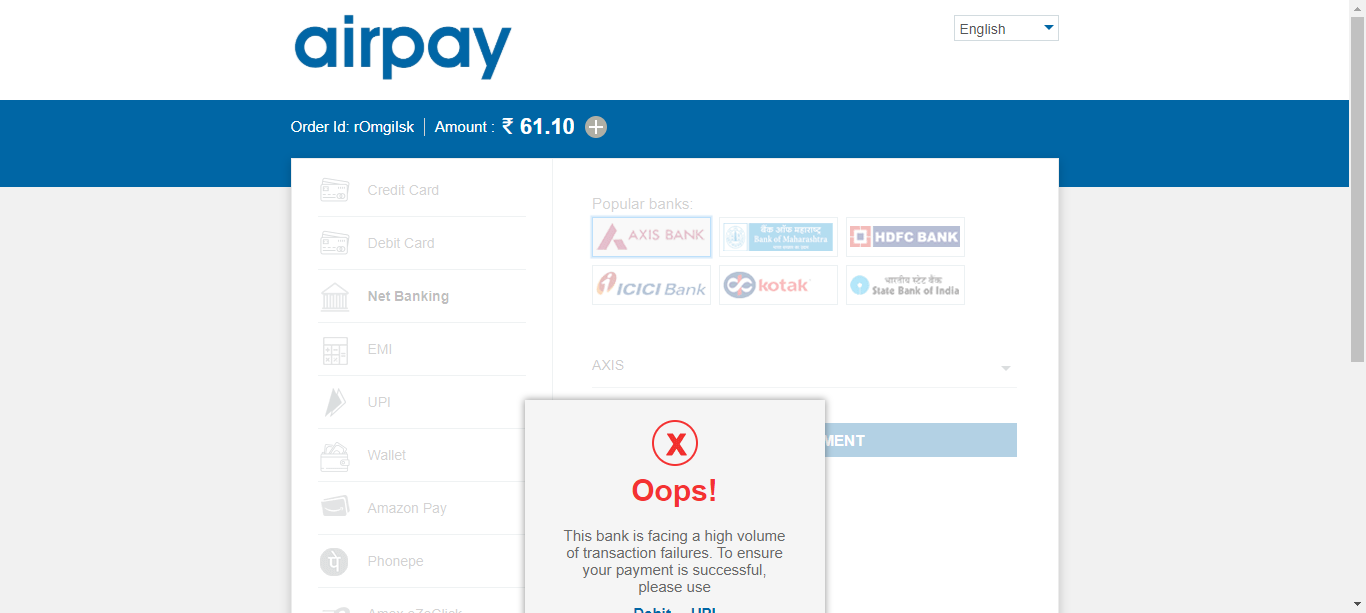 airpay
English
Order Id: rOmgilsk
Amount : ₹ 61.10
Credit Card
Debit Card
Net Banking
EMI
UPI
Wallet
Amazon Pay
Phonepe
Amex eZeClick
Popular banks:
AXIS BANK
बैंक ऑफ महाराष्ट्र
Bank of Maharashtra
HDFC BANK
ICICI Bank
kotak
भारतीय स्टेट बैंक
State Bank of India
AXIS
MENT
X
Oops!
This bank is facing a high volume
of transaction failures. To ensure
your payment is successful,
please use
Debit UPI